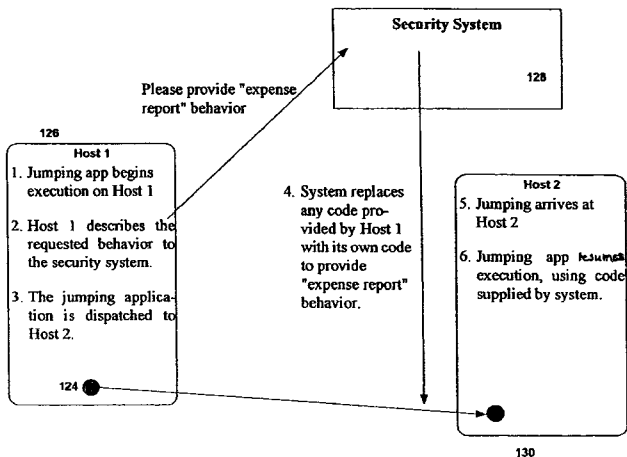 Security System
128
Please provide "expense
report" behavior
126
Host 1
1. Jumping app begins
execution on Host 1
2. Host 1 describes the
requested behavior to
the security system.
3. The jumping applica-
tion is dispatched to
Host 2.
124
4. System replaces
any code pro-
vided by Host 1
with its own code
to provide
"expense report"
behavior.
Host 2
5. Jumping arrives at
Host 2
6. Jumping app resumes
execution, using code
supplied by system.
130